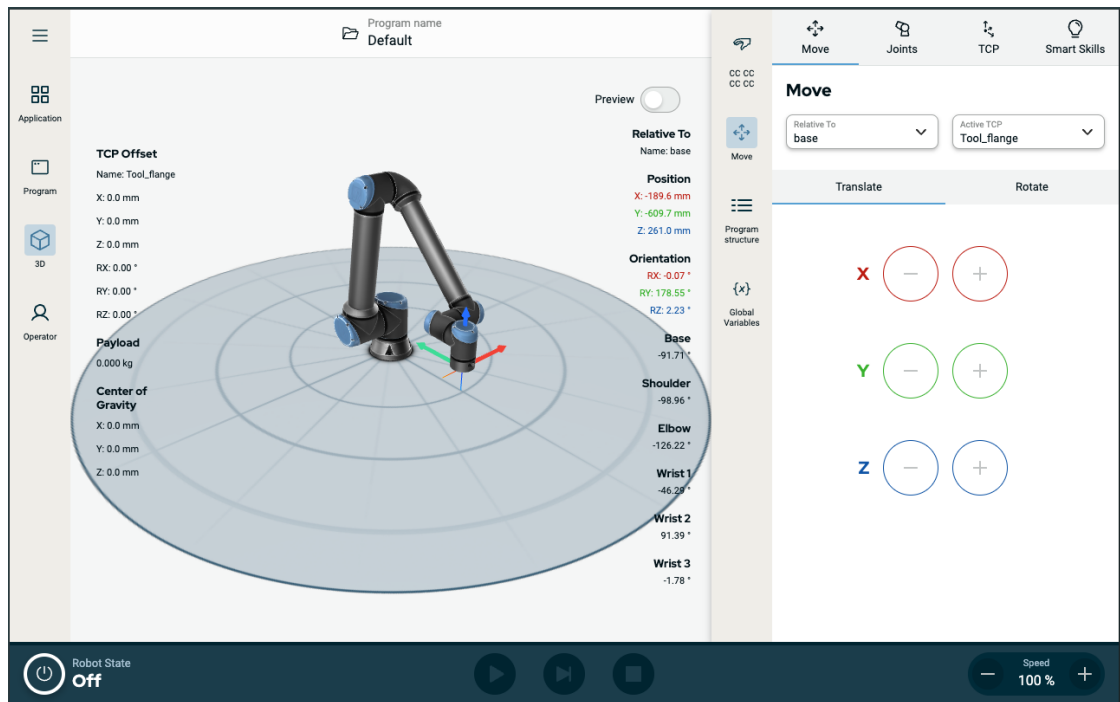 Program name
Default
Application
Program
3D
Operator
Preview
TCP Offset
Name: Tool_flange
X: 0.0 mm
Y: 0.0 mm
Z: 0.0 mm
RX: 0.00 °
RY: 0.00 °
RZ: 0.00 °
Payload
0.000 kg
Center of
Gravity
X: 0.0 mm
Y: 0.0 mm
Z: 0.0 mm
Relative To
Name: base
Position
X: -189.6 mm
Y: -609.7 mm
Z: 261.0 mm
Orientation
RX: -0.07 °
RY: 178.55 °
RZ: 2.23 °
Base
-91.71 °
Shoulder
-98.96 °
Elbow
-126.22 °
Wrist 1
-46.29 °
Wrist 2
91.39 °
Wrist 3
-1.78 °
CC CC
CC CC
Move
Program
structure
{x}
Global
Variables
Move
Joints
TCP
Smart Skills
Move
Relative To
base
Active TCP
Tool_flange
Translate
Rotate
X
Y
Z
Robot State
Off
Speed
100 %